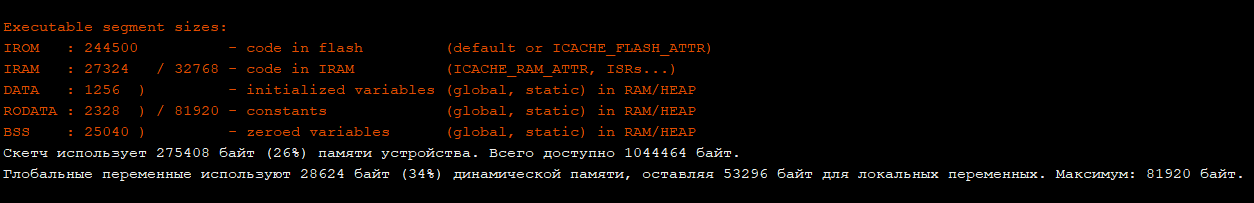 Executable segment sizes:
IROM   : 244500          - code in flash         (default or ICACHE_FLASH_ATTR)
IRAM   : 27324   / 32768 - code in IRAM          (ICACHE_RAM_ATTR, ISRs...)
DATA   : 1256  )         - initialized variables (global, static) in RAM/HEAP
RODATA : 2328  ) / 81920 - constants             (global, static) in RAM/HEAP
BSS    : 25040 )         - zeroed variables      (global, static) in RAM/HEAP
Скетч использует 275408 байт (26%) памяти устройства. Всего доступно 1044464 байт.
Глобальные переменные используют 28624 байт (34%) динамической памяти, оставляя 53296 байт для локальных переменных. Максимум: 81920 байт.